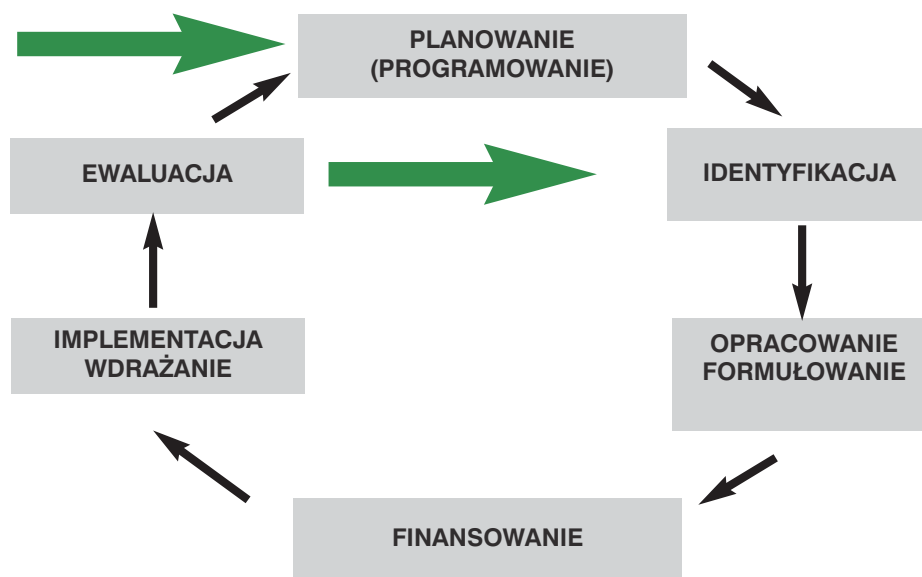 PLANOWANIE
(PROGRAMOWANIE)
EWALUACJA
IDENTYFIKACJA
IMPLEMENTACJA
WDRAŻANIE
OPRACOWANIE
FORMUŁOWANIE
FINANSOWANIE